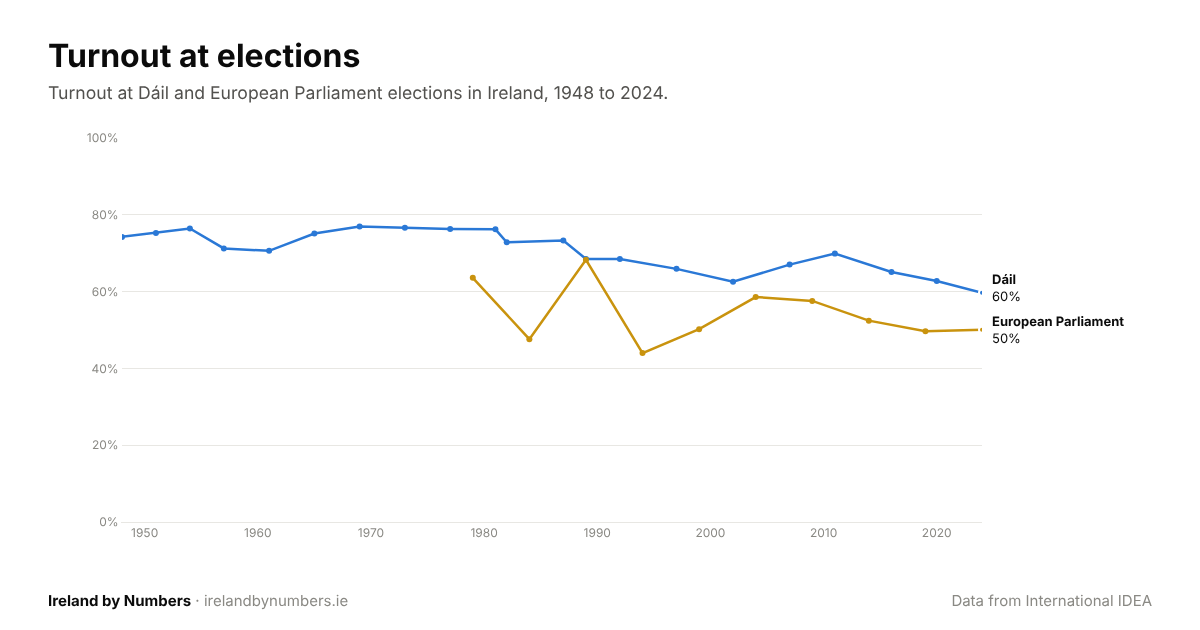 Turnout at elections
Turnout at Dáil and European Parliament elections in Ireland, 1948 to 2024.
100%
80%
60%
40%
20%
0%
1950 1960 1970 1980 1990 2000 2010 2020
Dáil
60%
European Parliament
50%
Ireland by Numbers · irelandbynumbers.ie
Data from International IDEA